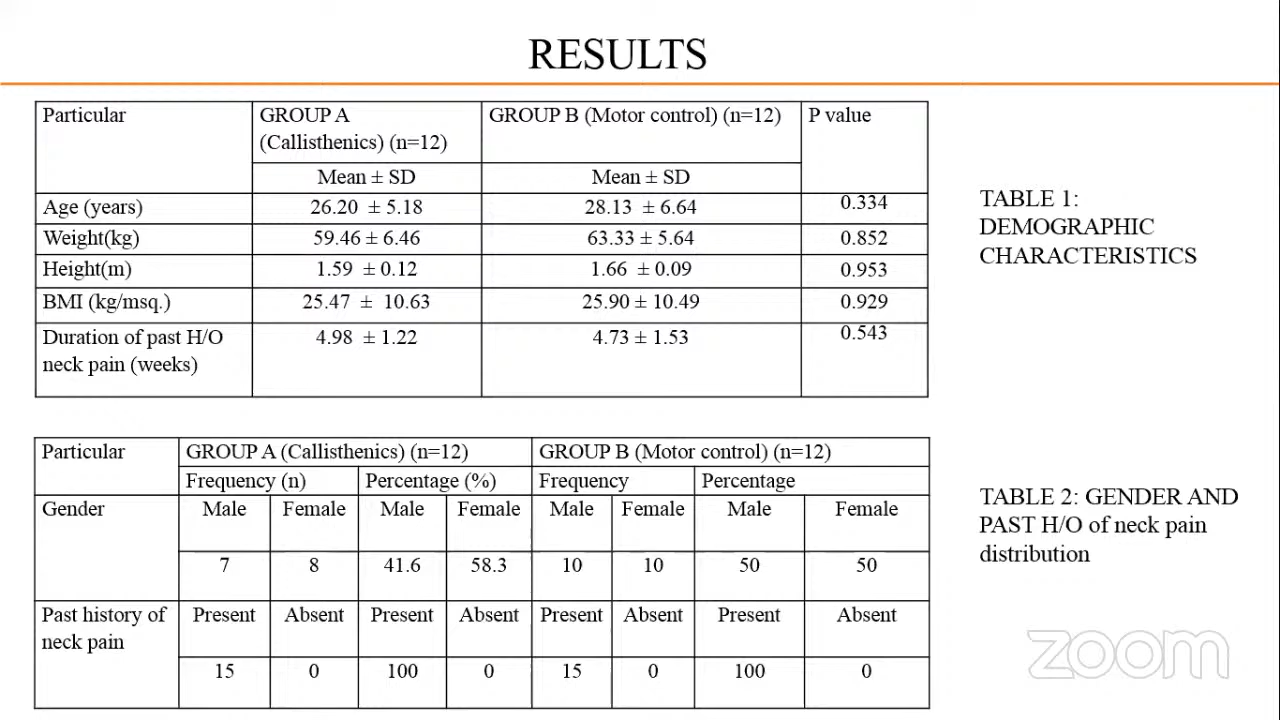 RESULTS
Particular
GROUP A
(Callisthenics) (n=12)
GROUP B (Motor control) (n=12)
P value
Mean ± SD
Mean ± SD
Age (years)
26.20 ± 5.18
28.13 ± 6.64
0.334
Weight(kg)
59.46 ± 6.46
63.33 ± 5.64
0.852
Height(m)
1.59 ± 0.12
1.66 ± 0.09
0.953
BMI (kg/msq.)
25.47 ± 10.63
25.90 ± 10.49
0.929
Duration of past H/O
neck pain (weeks)
4.98 ± 1.22
4.73 ± 1.53
0.543
TABLE 1:
DEMOGRAPHIC
CHARACTERISTICS
Particular
GROUP A (Callisthenics) (n=12)
GROUP B (Motor control) (n=12)
Frequency (n)
Percentage (%)
Frequency
Percentage
Gender
Male
Female
Male
Female
Male
Female
Male
Female
7
8
41.6
58.3
10
10
50
50
Past history of
neck pain
Present
Absent
Present
Absent
Present
Absent
Present
Absent
15
0
100
0
15
0
100
0
TABLE 2: GENDER AND
PAST H/O of neck pain
distribution
zoom